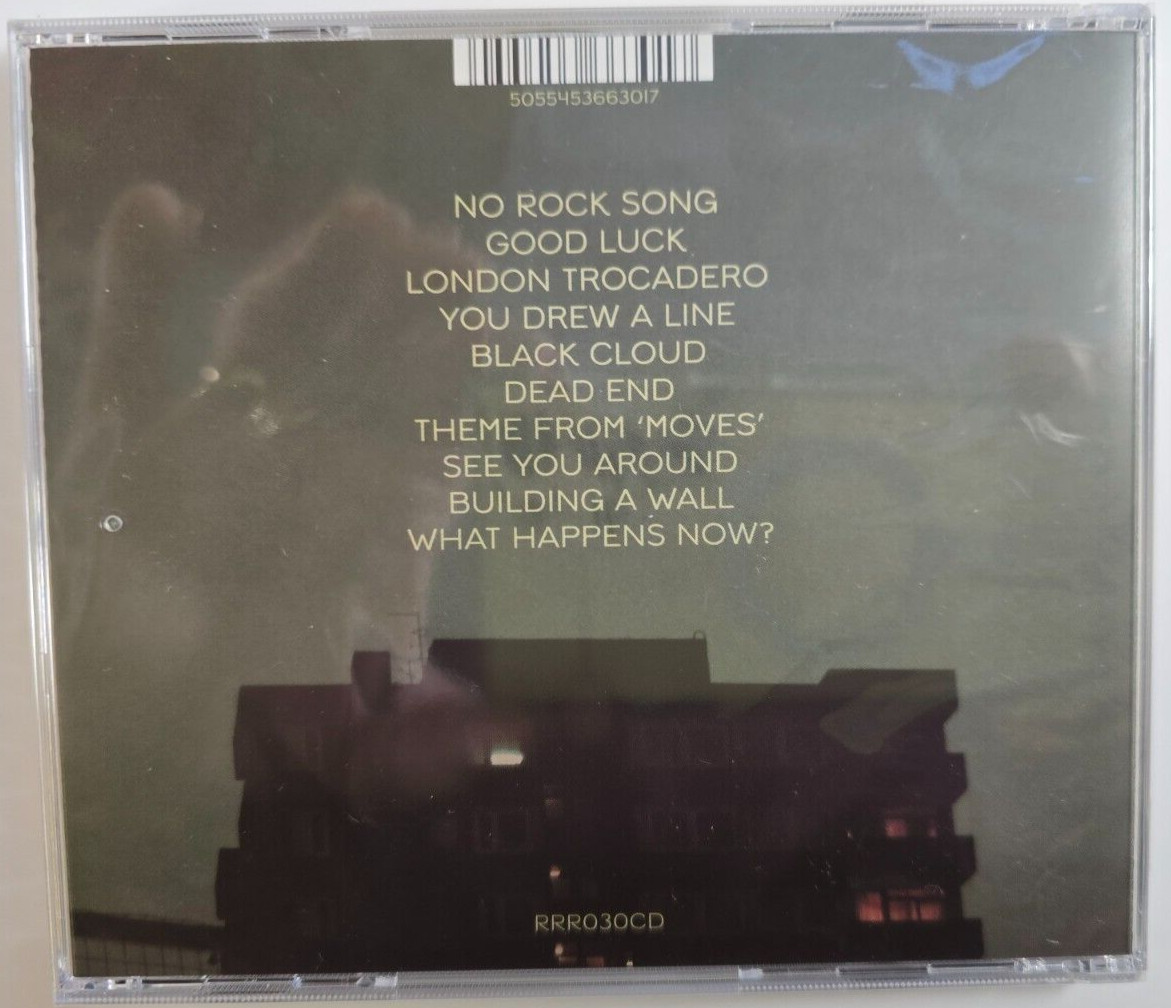 5055453663017
NO ROCK SONG
GOOD LUCK
LONDON TROCADERO
YOU DREW A LINE
BLACK CLOUD
DEAD END
THEME FROM ‘MOVES’
SEE YOU AROUND
BUILDING A WALL
WHAT HAPPENS NOW?
RRR030CD